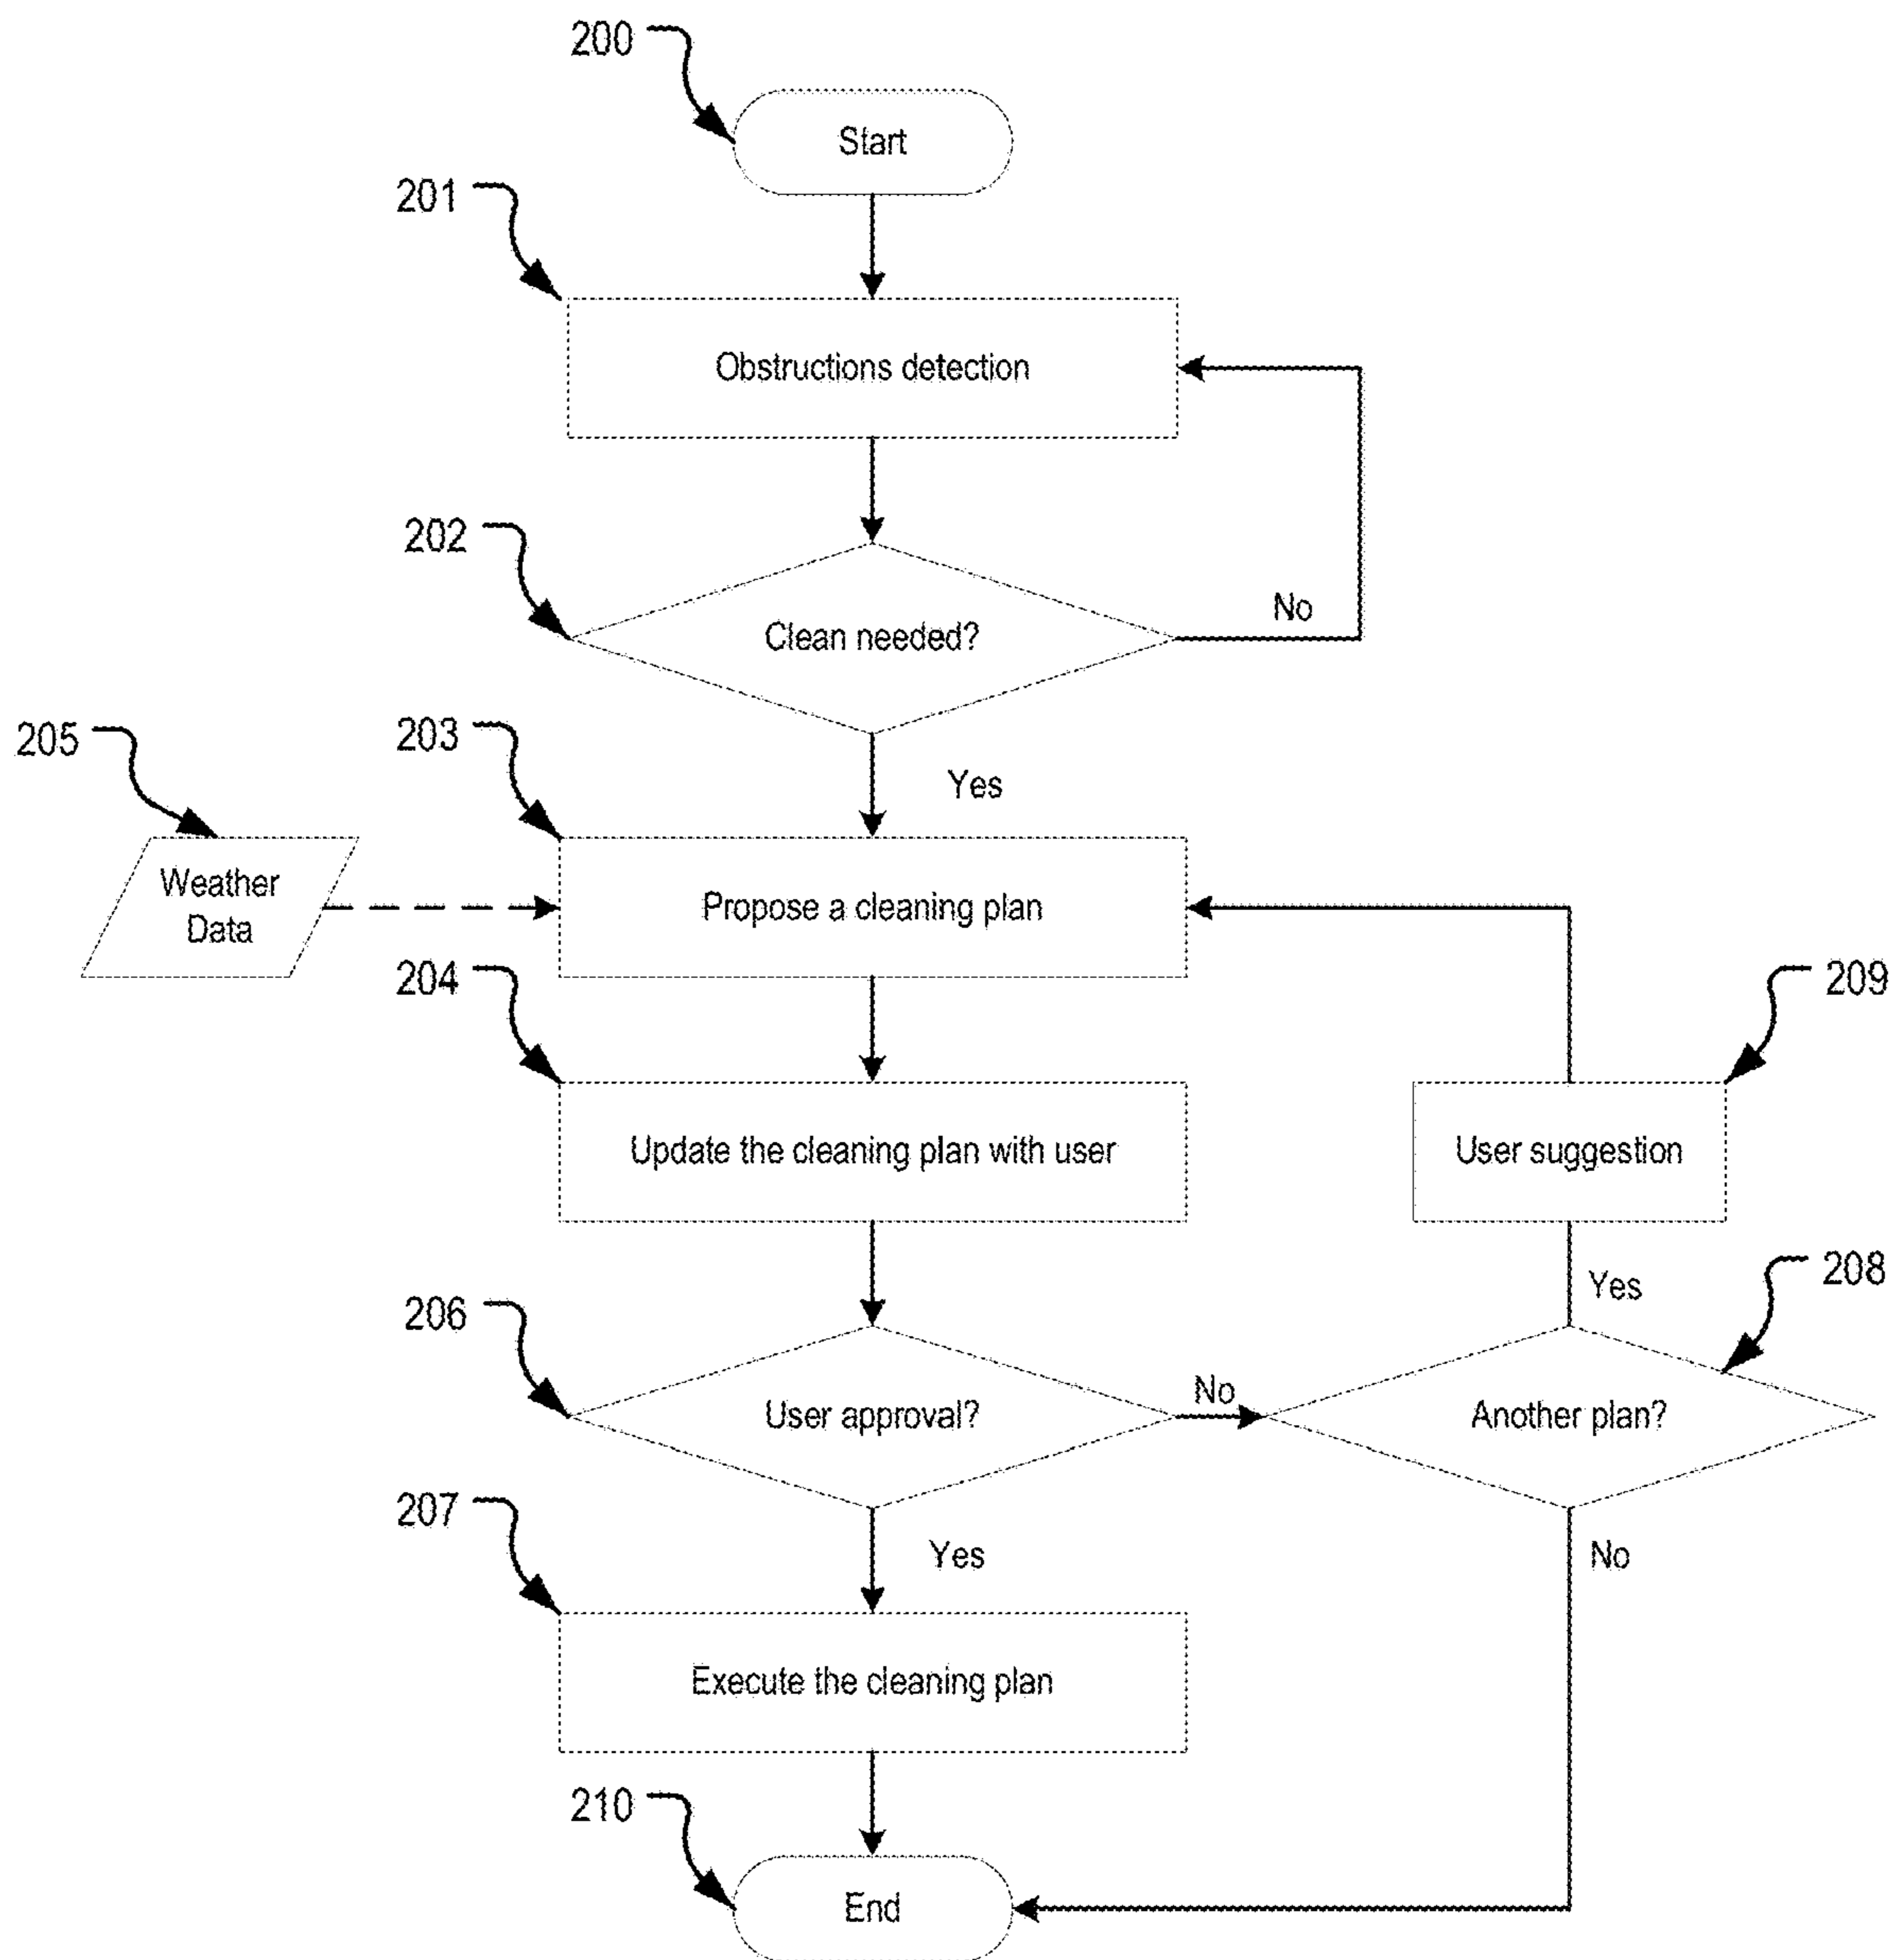 200
Start
201
Obstructions detection
202
Clean needed?
No
205
203
Yes
Weather
Data
Propose a cleaning plan
204
209
Update the cleaning plan with user
User suggestion
208
Yes
206
User approval?
No
Another plan?
207
Yes
No
Execute the cleaning plan
210
End